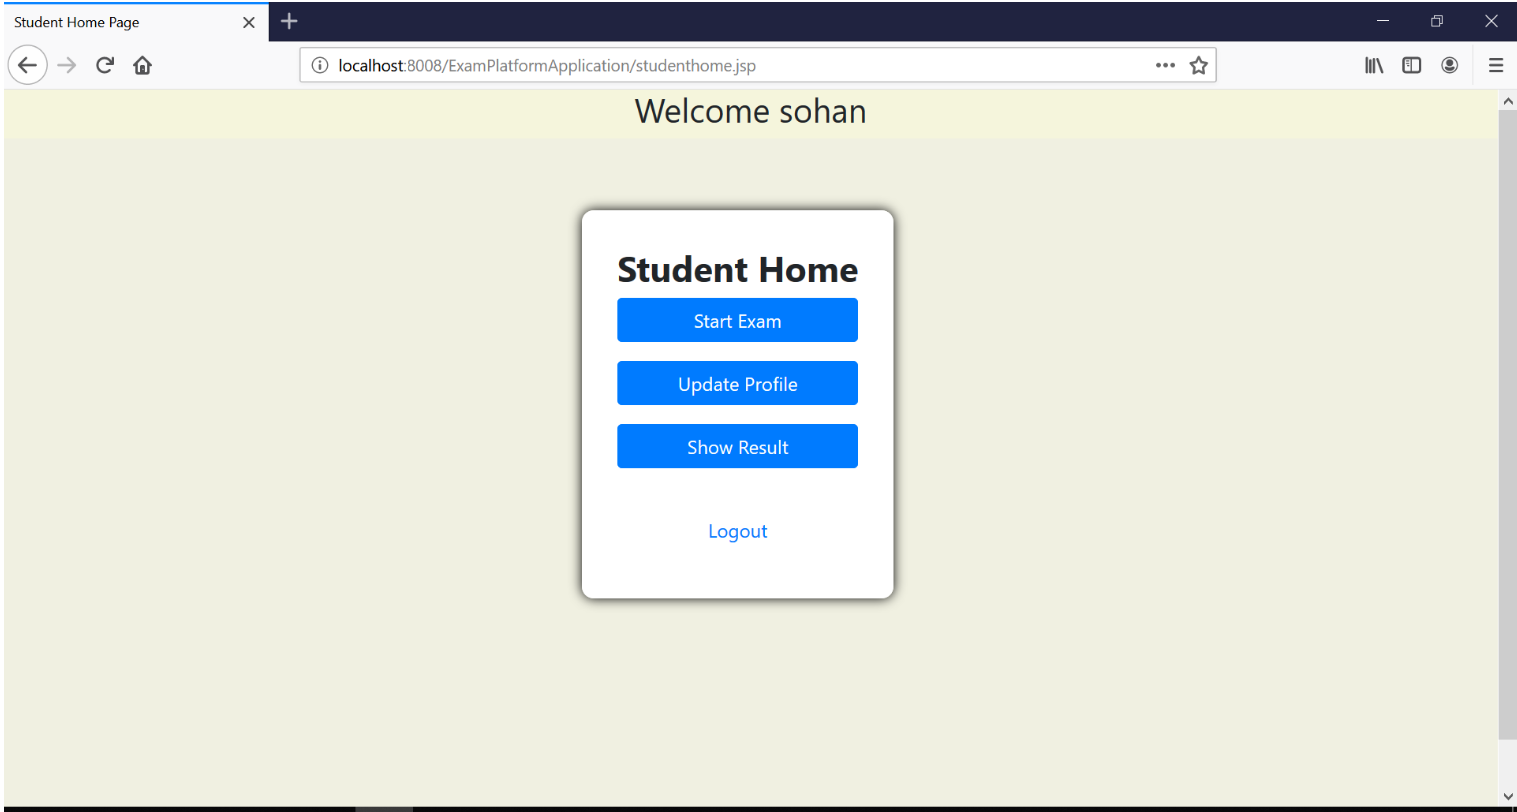 Student Home Page
localhost:8008/ExamPlatformApplication/studenthome.jsp
Welcome sohan
Student Home
Start Exam
Update Profile
Show Result
Logout